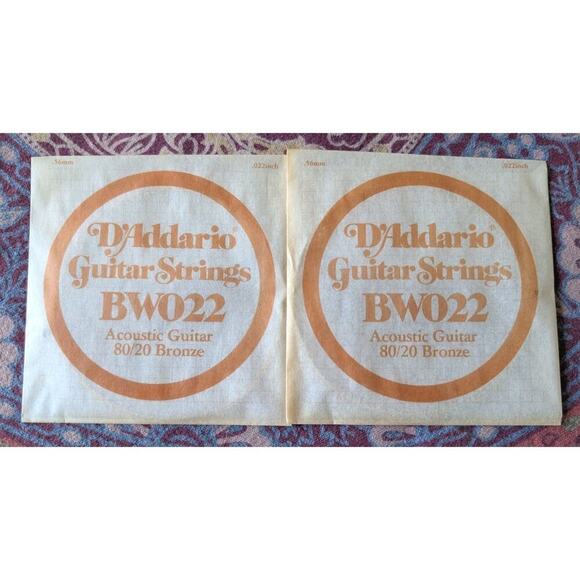 .56mm .022inch
D'Addario®
Guitar Strings
BW022
Acoustic Guitar
80/20 Bronze
.56mm .022inch
D'Addario®
Guitar Strings
BW022
Acoustic Guitar
80/20 Bronze